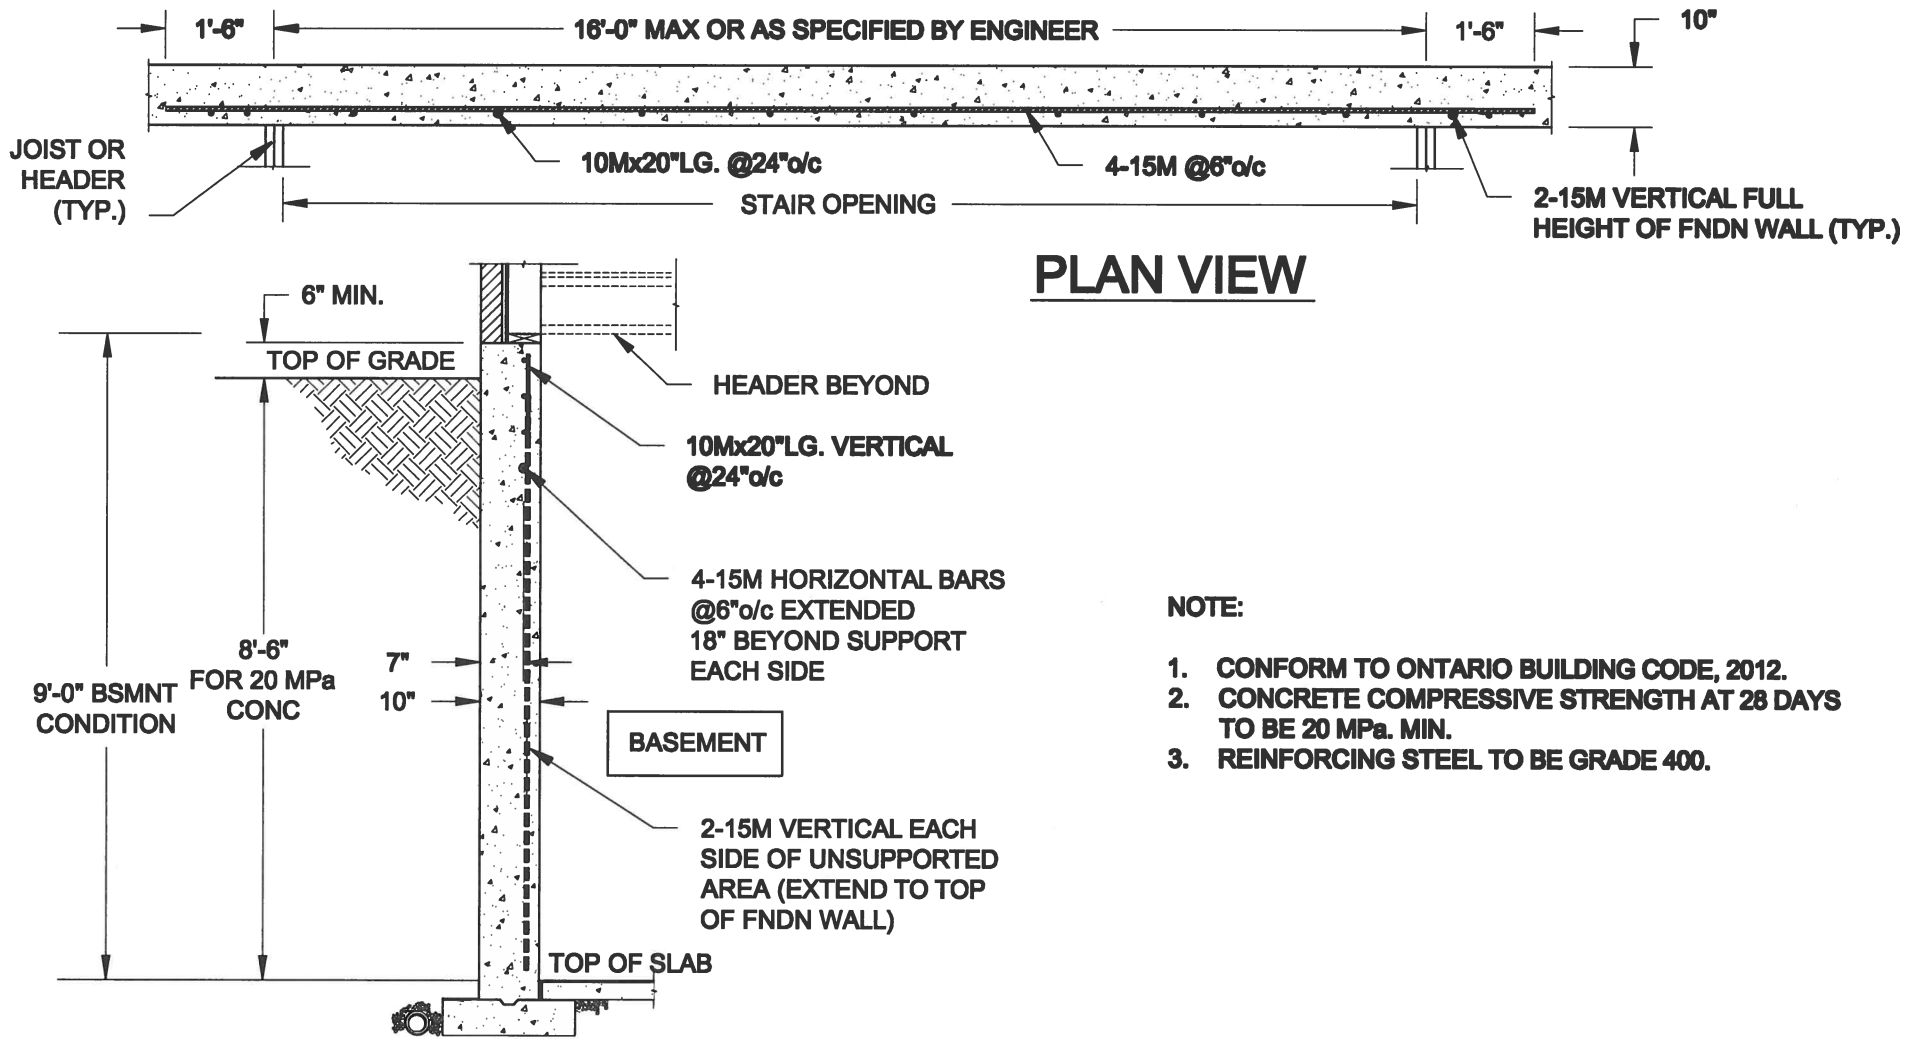 1'-6"
16'-0" MAX OR AS SPECIFIED BY ENGINEER
1'-6"
10"
JOIST OR
HEADER
(TYP.)
10Mx20"LG. @24"o/c
4-15M @6"o/c
STAIR OPENING
2-15M VERTICAL FULL
HEIGHT OF FNDN WALL (TYP.)
PLAN VIEW
6" MIN.
TOP OF GRADE
HEADER BEYOND
10Mx20"LG. VERTICAL
@24"o/c
4-15M HORIZONTAL BARS
@6"o/c EXTENDED
18" BEYOND SUPPORT
EACH SIDE
9'-0" BSMNT
CONDITION
8'-6"
FOR 20 MPa
CONC
7"
10"
BASEMENT
2-15M VERTICAL EACH
SIDE OF UNSUPPORTED
AREA (EXTEND TO TOP
OF FNDN WALL)
TOP OF SLAB
NOTE:
1. CONFORM TO ONTARIO BUILDING CODE, 2012.
2. CONCRETE COMPRESSIVE STRENGTH AT 28 DAYS
TO BE 20 MPa. MIN.
3. REINFORCING STEEL TO BE GRADE 400.